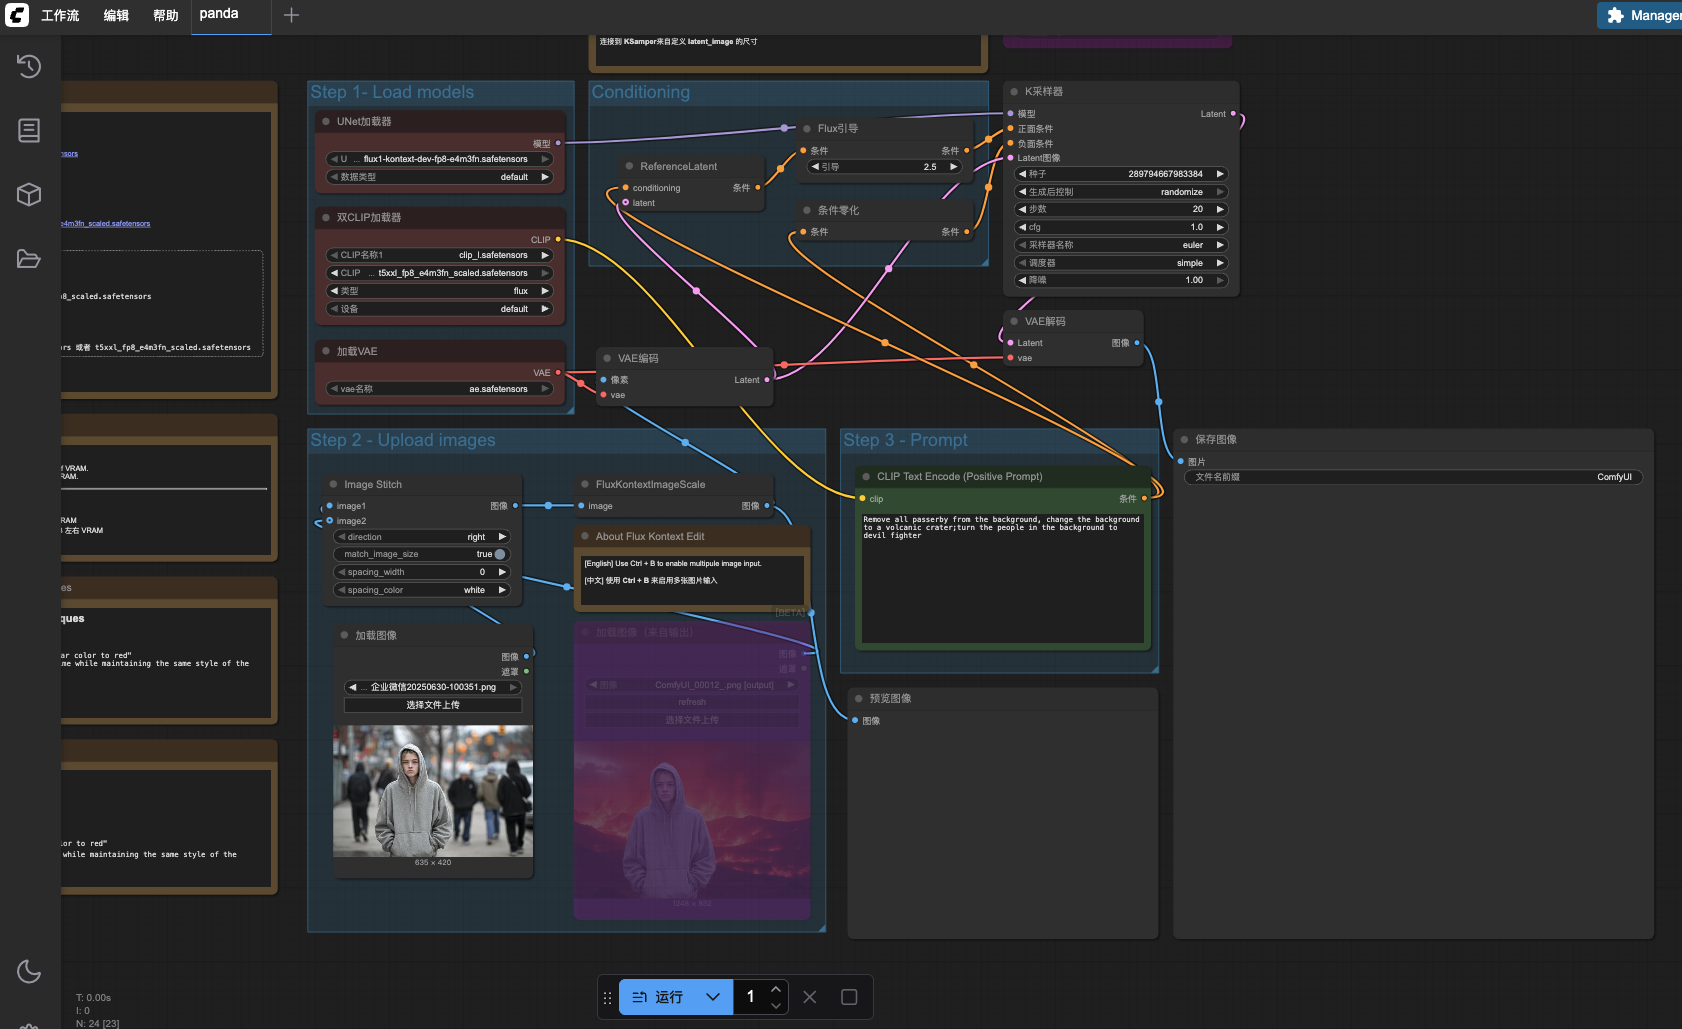 工作流
编辑
帮助
panda
Manager
连接到 KSamper来自定义 latent_image 的尺寸
sors
e4m3fn_scaled.safetensors
8_scaled.safetensors
rs 或者 t5xxl_fp8_e4m3fn_scaled.safetensors
f VRAM.
RAM.
RAM
左右 VRAM
es
ques
ar color to red"
me while maintaining the same style of the
lor to red"
while maintaining the same style of the
Step 1- Load models
UNet加载器
模型
U ... flux1-kontext-dev-fp8-e4m3fn.safetensors
数据类型 default
双CLIP加载器
CLIP
CLIP名称1 clip_l.safetensors
CLIP ... t5xxl_fp8_e4m3fn_scaled.safetensors
类型 flux
设备 default
加载VAE
VAE
vae名称 ae.safetensors
Conditioning
ReferenceLatent
conditioning 条件
latent
Flux引导
条件 条件
引导 2.5
条件零化
条件 条件
K采样器
模型 Latent
正面条件
负面条件
Latent图像
种子 289794667983384
生成后控制 randomize
步数 20
cfg 1.0
采样器名称 euler
调度器 simple
降噪 1.00
VAE解码
Latent 图像
vae
VAE编码
像素 Latent
vae
Step 2 - Upload images
Image Stitch
image1 图像
image2
direction right
match_image_size true
spacing_width 0
spacing_color white
FluxKontextImageScale
image 图像
About Flux Kontext Edit
[English] Use Ctrl + B to enable multipule image input.
[中文] 使用 Ctrl + B 来启用多张图片输入
[BETA]
加载图像
图像
遮罩
... 企业微信20250630-100351.png
选择文件上传
635 × 420
加载图像（来自输出）
图像
遮罩
图像 ComfyUI_00012_.png [output]
refresh
选择文件上传
Step 3 - Prompt
CLIP Text Encode (Positive Prompt)
clip 条件
Remove all passerby from the background, change the background
to a volcanic crater;turn the people in the background to
devil fighter
预览图像
图像
保存图像
图片
文件名前缀 ComfyUI
运行
1
T: 0.00s
I: 0
N: 24 [23]